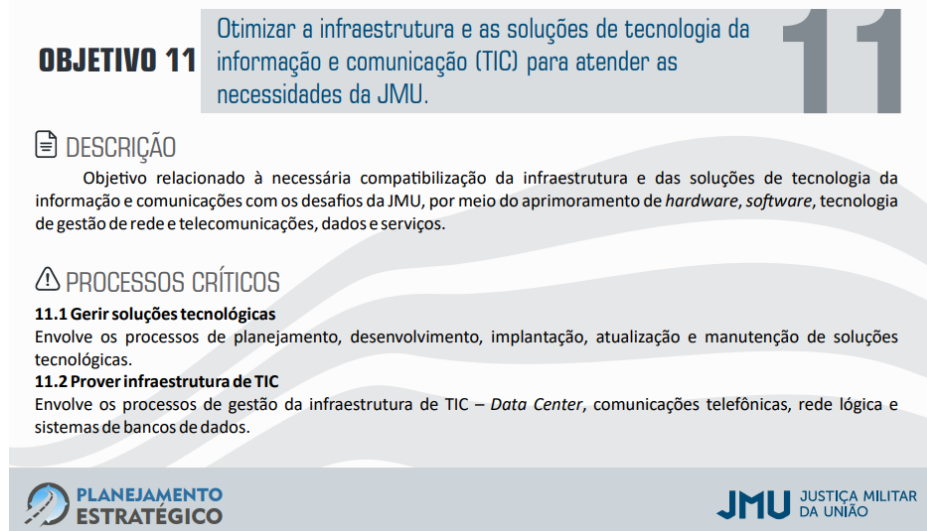 OBJETIVO 11
Otimizar a infraestrutura e as soluções de tecnologia da
informação e comunicação (TIC) para atender as
necessidades da JMU.
11
DESCRIÇÃO
Objetivo relacionado à necessária compatibilização da infraestrutura e das soluções de tecnologia da
informação e comunicações com os desafios da JMU, por meio do aprimoramento de hardware, software, tecnologia
de gestão de rede e telecomunicações, dados e serviços.
PROCESSOS CRÍTICOS
11.1 Gerir soluções tecnológicas
Envolve os processos de planejamento, desenvolvimento, implantação, atualização e manutenção de soluções
tecnológicas.
11.2 Prover infraestrutura de TIC
Envolve os processos de gestão da infraestrutura de TIC – Data Center, comunicações telefônicas, rede lógica e
sistemas de bancos de dados.
PLANEJAMENTO
ESTRATÉGICO
JMU
JUSTIÇA MILITAR
DA UNIÃO